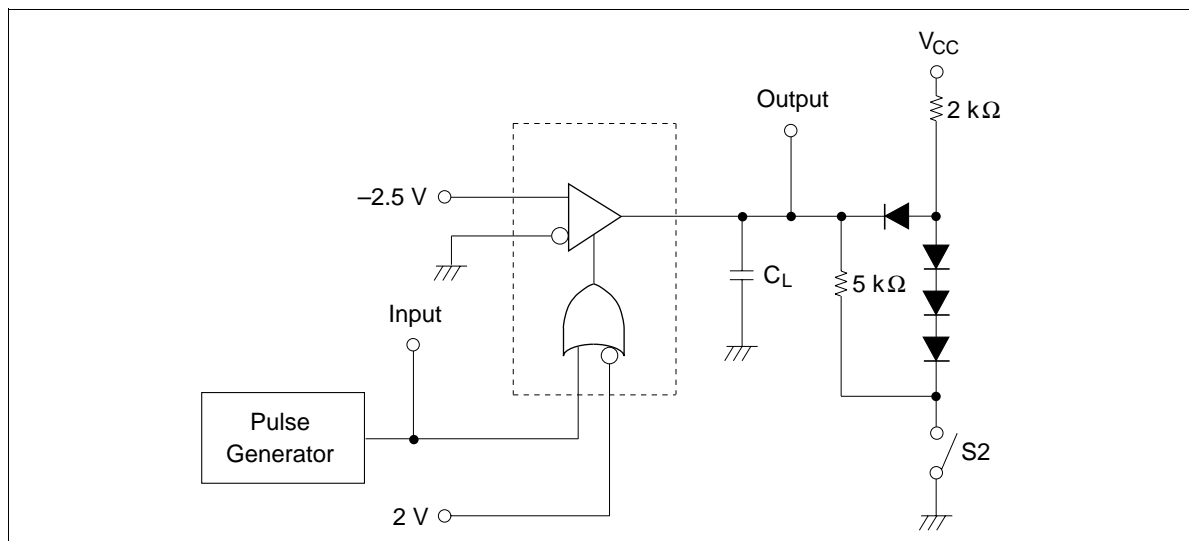 V_CC
2 kΩ
Output
–2.5 V
C_L
5 kΩ
Input
Pulse
Generator
S2
2 V